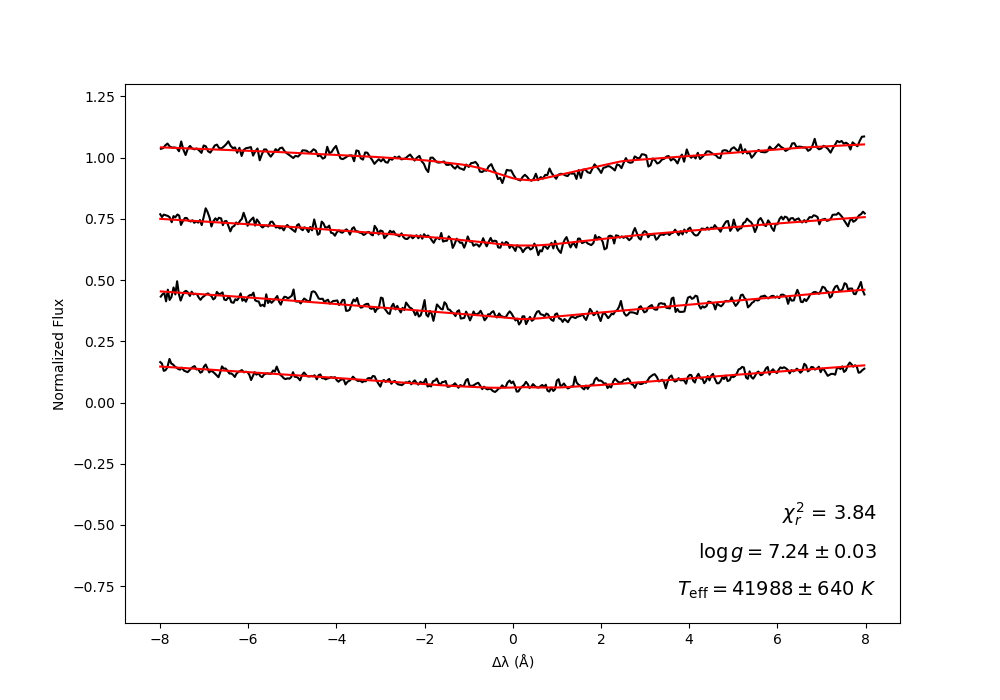 1.25
1.00
0.75
0.50
0.25
0.00
−0.25
−0.50
−0.75
Normalized Flux
χ_r^2 = 3.84
log g = 7.24 ± 0.03
T_eff = 41988 ± 640 K
−8 −6 −4 −2 0 2 4 6 8
Δλ (Å)